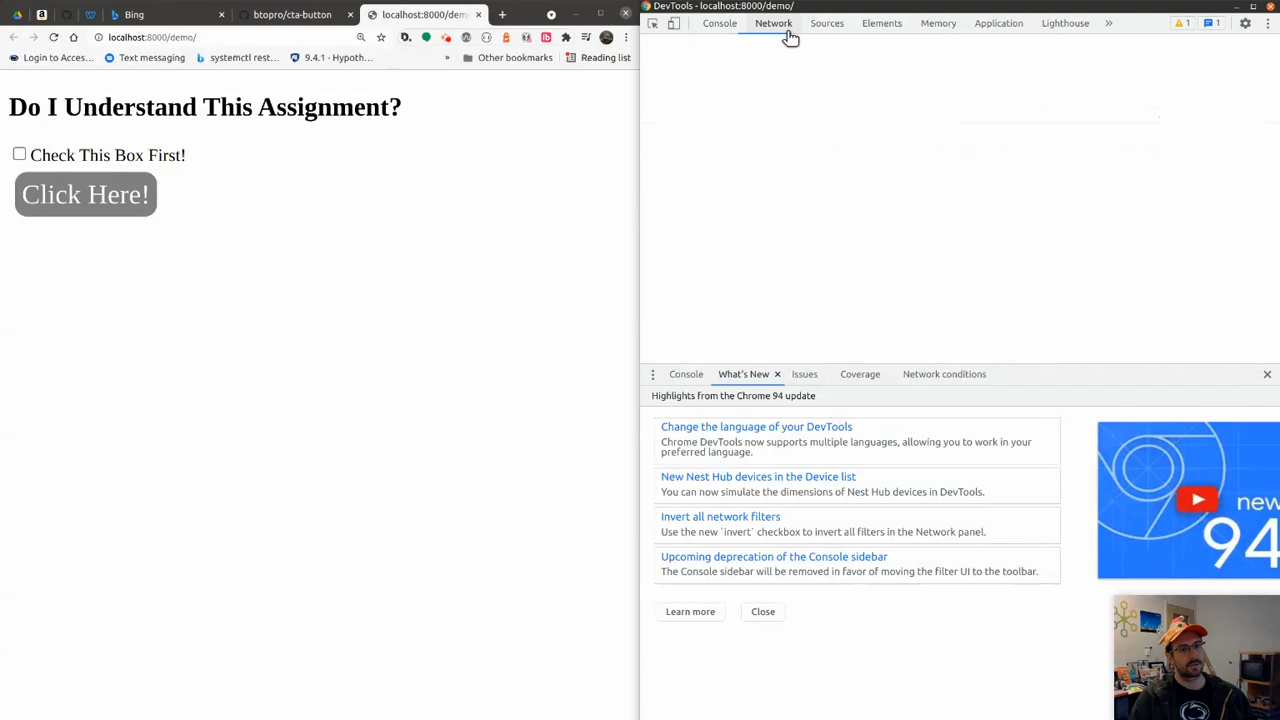 Bing
btopro/cta-button
localhost:8000/dem
localhost:8000/demo/
Login to Acces...
Text messaging
systemctl rest...
9.4.1 - Hypoth...
»
Other bookmarks
Reading list
Do I Understand This Assignment?
Check This Box First!
Click Here!
DevTools - localhost:8000/demo/
Console
Network
Sources
Elements
Memory
Application
Lighthouse
»
1
1
Console
What's New
Issues
Coverage
Network conditions
Highlights from the Chrome 94 update
Change the language of your DevTools
Chrome DevTools now supports multiple languages, allowing you to work in your
preferred language.
New Nest Hub devices in the Device list
You can now simulate the dimensions of Nest Hub devices in DevTools.
Invert all network filters
Use the new `invert` checkbox to invert all filters in the Network panel.
Upcoming deprecation of the Console sidebar
The Console sidebar will be removed in favor of moving the filter UI to the toolbar.
Learn more
Close
new
94